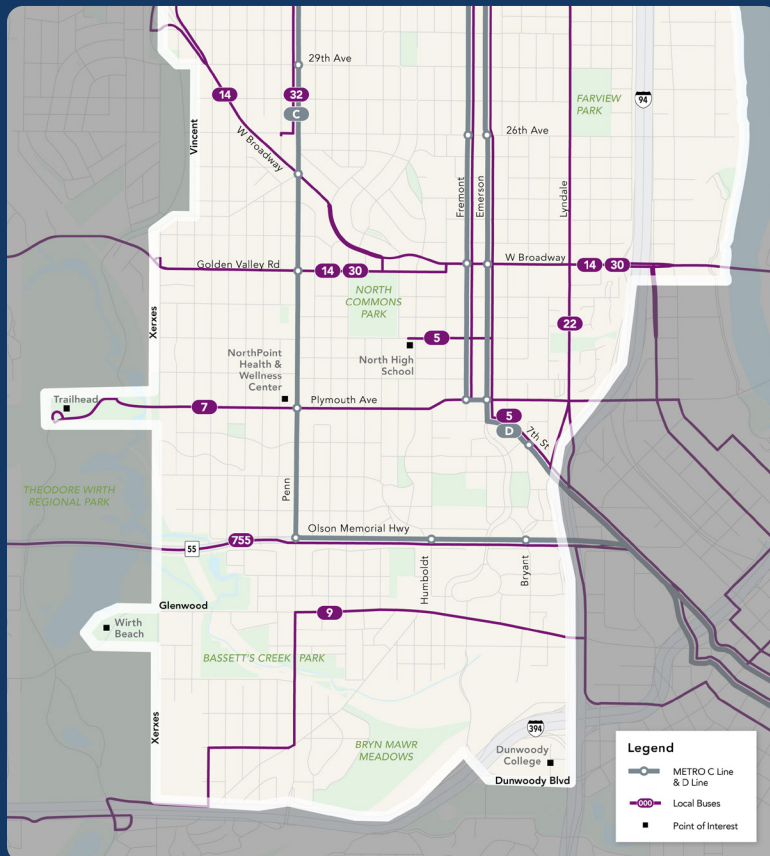 29th Ave
14
32
C
FARVIEW
PARK
94
Vincent
W Broadway
26th Ave
Fremont
Emerson
Lyndale
Golden Valley Rd
14 30
W Broadway
14 30
NORTH
COMMONS
PARK
Xerxes
22
5
NorthPoint
Health &
Wellness
Center
North High
School
Trailhead
7
Plymouth Ave
5
D
7th St
THEODORE WIRTH
REGIONAL PARK
Penn
Olson Memorial Hwy
755
55
Humboldt
Bryant
Glenwood
9
Wirth
Beach
BASSETT'S CREEK PARK
Xerxes
394
BRYN MAWR
MEADOWS
Dunwoody
College
Dunwoody Blvd
Legend
METRO C Line
& D Line
000 Local Buses
Point of Interest